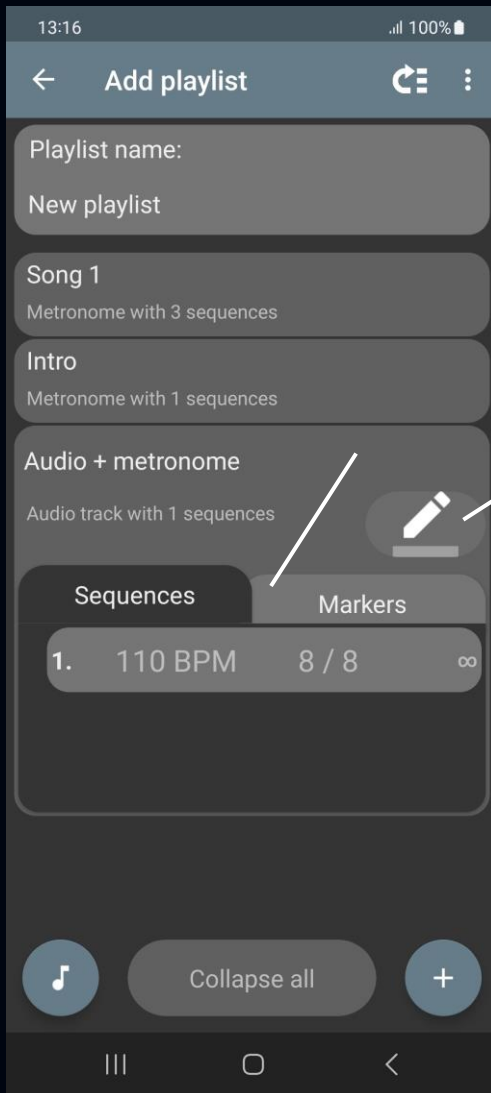 13:16
100%
Add playlist
Playlist name:
New playlist
Song 1
Metronome with 3 sequences
Intro
Metronome with 1 sequences
Audio + metronome
Audio track with 1 sequences
Sequences Markers
1. 110 BPM 8 / 8 ∞
Collapse all